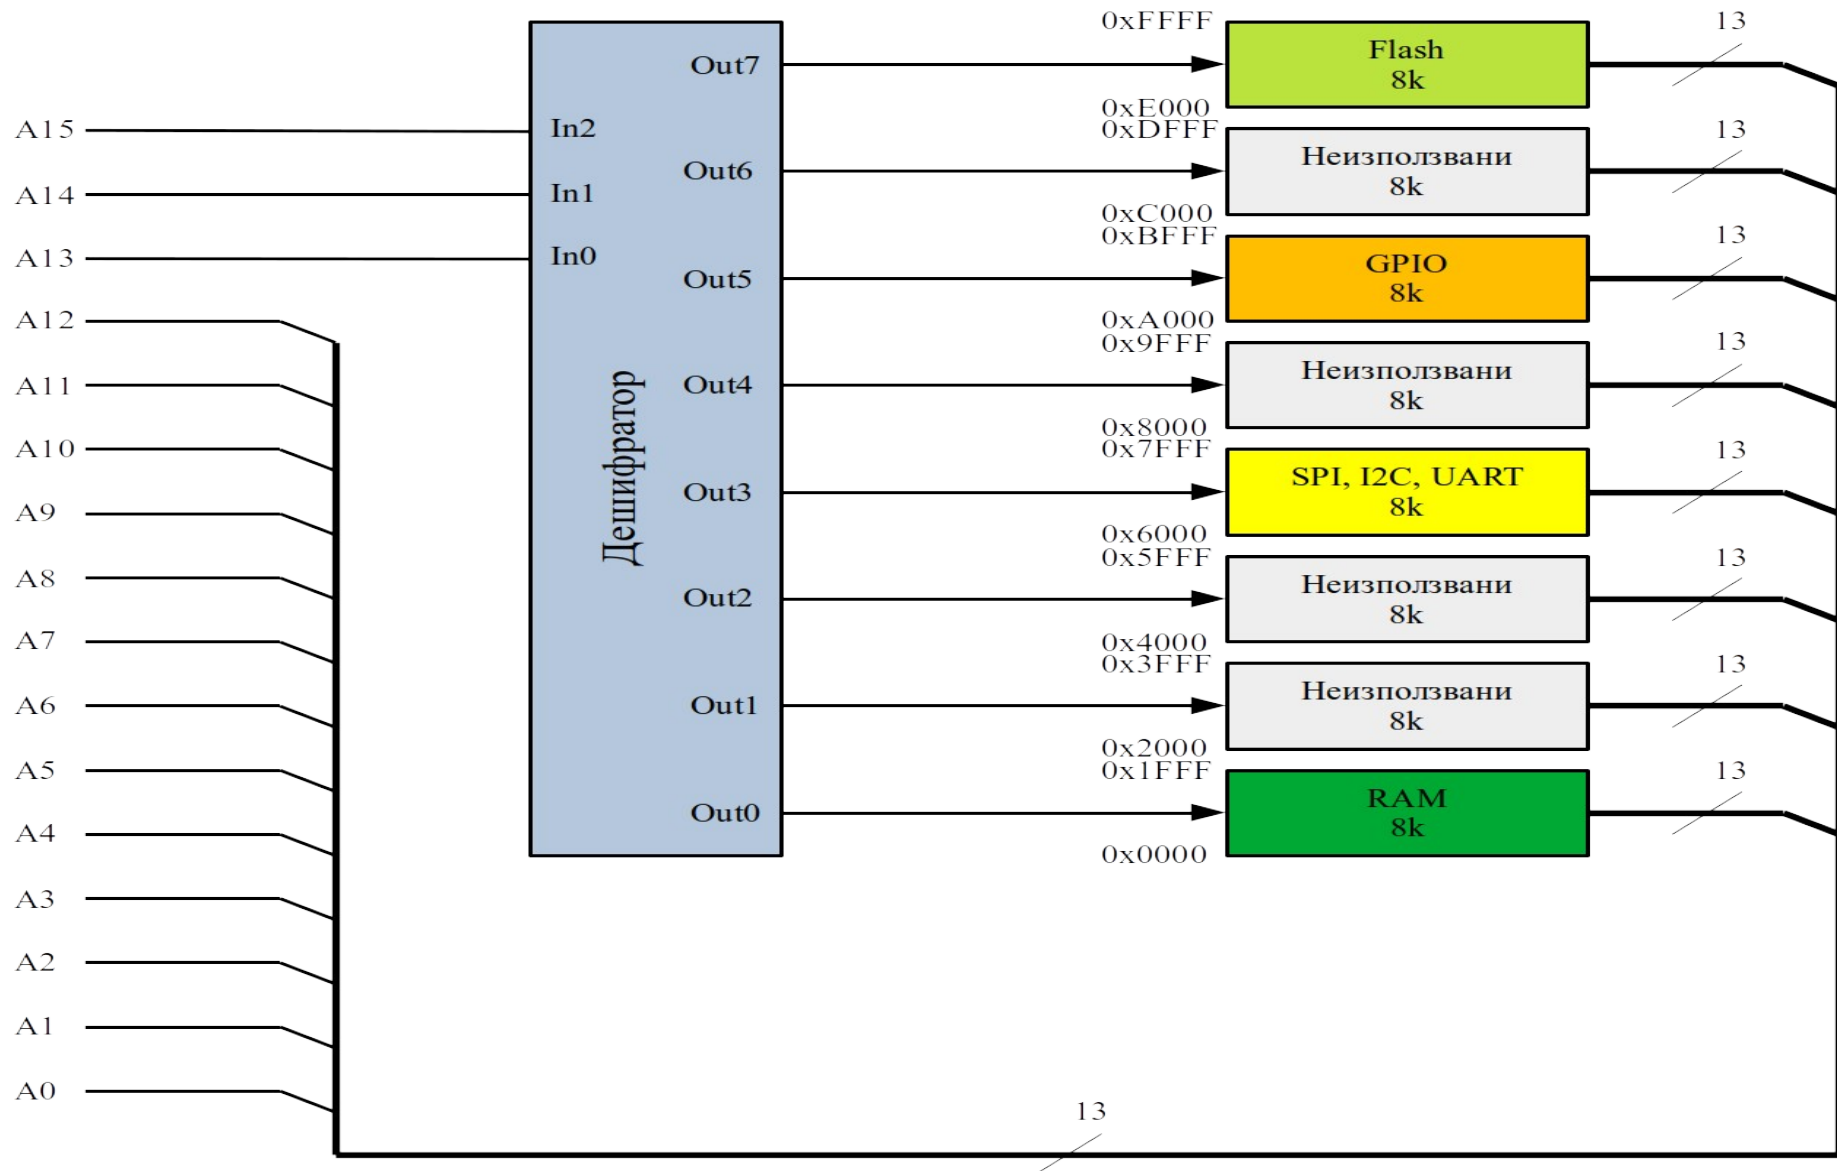 A15
A14
A13
A12
A11
A10
A9
A8
A7
A6
A5
A4
A3
A2
A1
A0
In2
In1
In0
Дешифратор
Out7
Out6
Out5
Out4
Out3
Out2
Out1
Out0
0xFFFF
Flash
8k
13
0xE000
0xDFFF
Неизползвани
8k
13
0xC000
0xBFFF
GPIO
8k
13
0xA000
0x9FFF
Неизползвани
8k
13
0x8000
0x7FFF
SPI, I2C, UART
8k
13
0x6000
0x5FFF
Неизползвани
8k
13
0x4000
0x3FFF
Неизползвани
8k
13
0x2000
0x1FFF
RAM
8k
13
0x0000
13